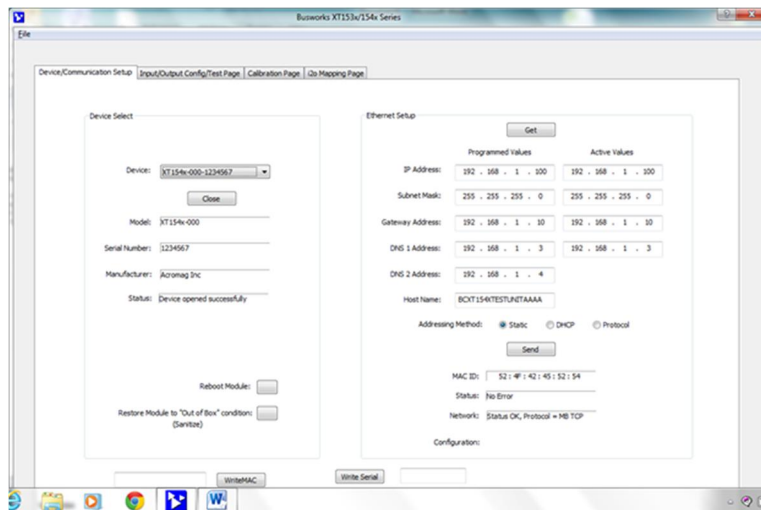 Busworks XT153x/154x Series
File
Device/Communication Setup Input/Output Config/Test Page Calibration Page i2o Mapping Page
Device Select
Device: XT154x-000-1234567
Close
Model: XT154x-000
Serial Number: 1234567
Manufacturer: Acromag Inc
Status: Device opened successfully
Reboot Module:
Restore Module to "Out of Box" condition:
(Sanitize)
WriteMAC
Ethernet Setup
Get
Programmed Values Active Values
IP Address: 192 . 168 . 1 . 100 192 . 168 . 1 . 100
Subnet Mask: 255 . 255 . 255 . 0 255 . 255 . 255 . 0
Gateway Address: 192 . 168 . 1 . 10 192 . 168 . 1 . 10
DNS 1 Address: 192 . 168 . 1 . 3 192 . 168 . 1 . 3
DNS 2 Address: 192 . 168 . 1 . 4
Host Name: BCXT154XTESTUNITAAAA
Addressing Method: Static DHCP Protocol
Send
MAC ID: 52 : 4F : 42 : 45 : 52 : 54
Status: No Error
Network: Status OK, Protocol = MB TCP
Configuration:
Write Serial